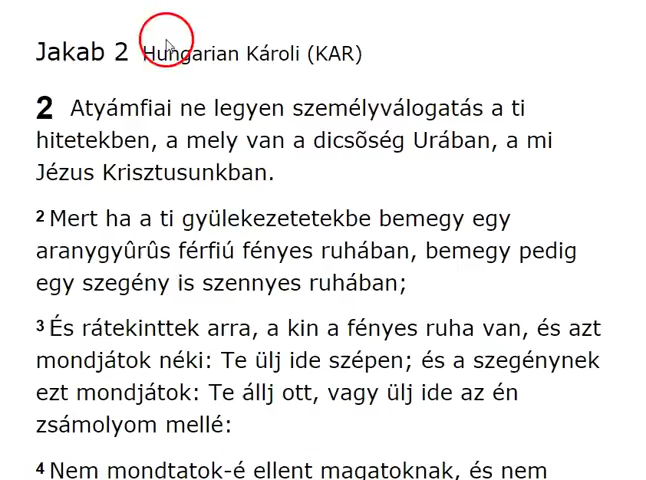 Jakab 2 Hungarian Károli (KAR)
2 Atyámfiai ne legyen személyválogatás a ti
hitetekben, a mely van a dicsõség Urában, a mi
Jézus Krisztusunkban.
2 Mert ha a ti gyülekezetetekbe bemegy egy
aranygyûrûs férfiú fényes ruhában, bemegy pedig
egy szegény is szennyes ruhában;
3 És rátekinttek arra, a kin a fényes ruha van, és azt
mondjátok néki: Te ülj ide szépen; és a szegénynek
ezt mondjátok: Te állj ott, vagy ülj ide az én
zsámolyom mellé:
4 Nem mondtatok-é ellent magatoknak, és nem